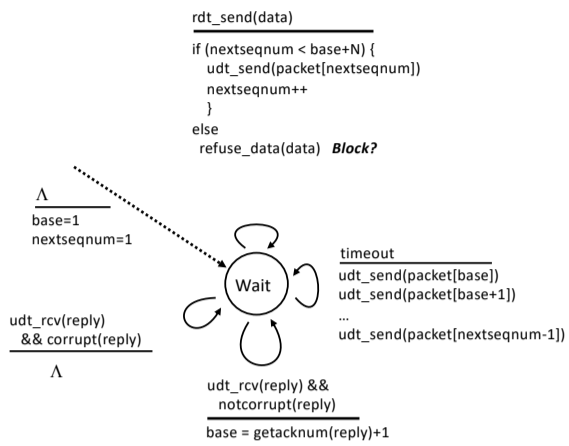 rdt_send(data)
if (nextseqnum < base+N) {
udt_send(packet[nextseqnum])
nextseqnum++
}
else
refuse_data(data) Block?
Λ
base=1
nextseqnum=1
Wait
timeout
udt_send(packet[base])
udt_send(packet[base+1])
...
udt_send(packet[nextseqnum-1])
udt_rcv(reply)
&& corrupt(reply)
Λ
udt_rcv(reply) &&
notcorrupt(reply)
base = getacknum(reply)+1